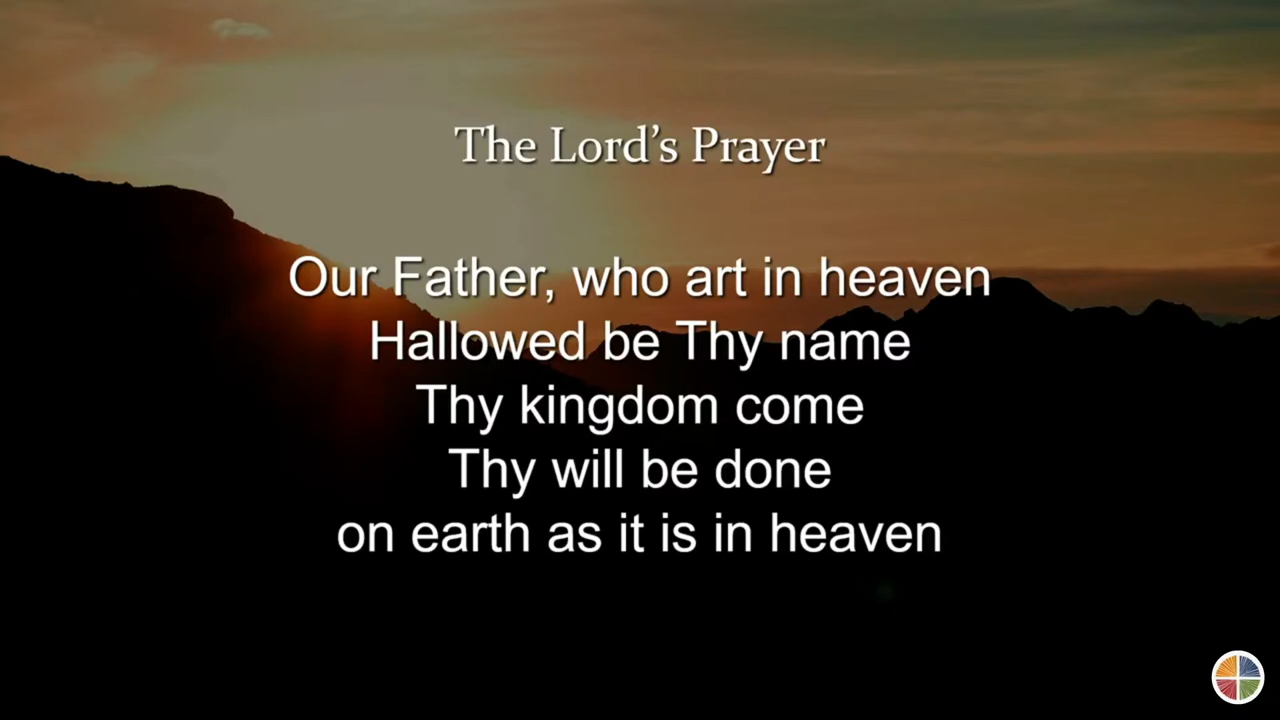 The Lord’s Prayer
Our Father, who art in heaven
Hallowed be Thy name
Thy kingdom come
Thy will be done
on earth as it is in heaven